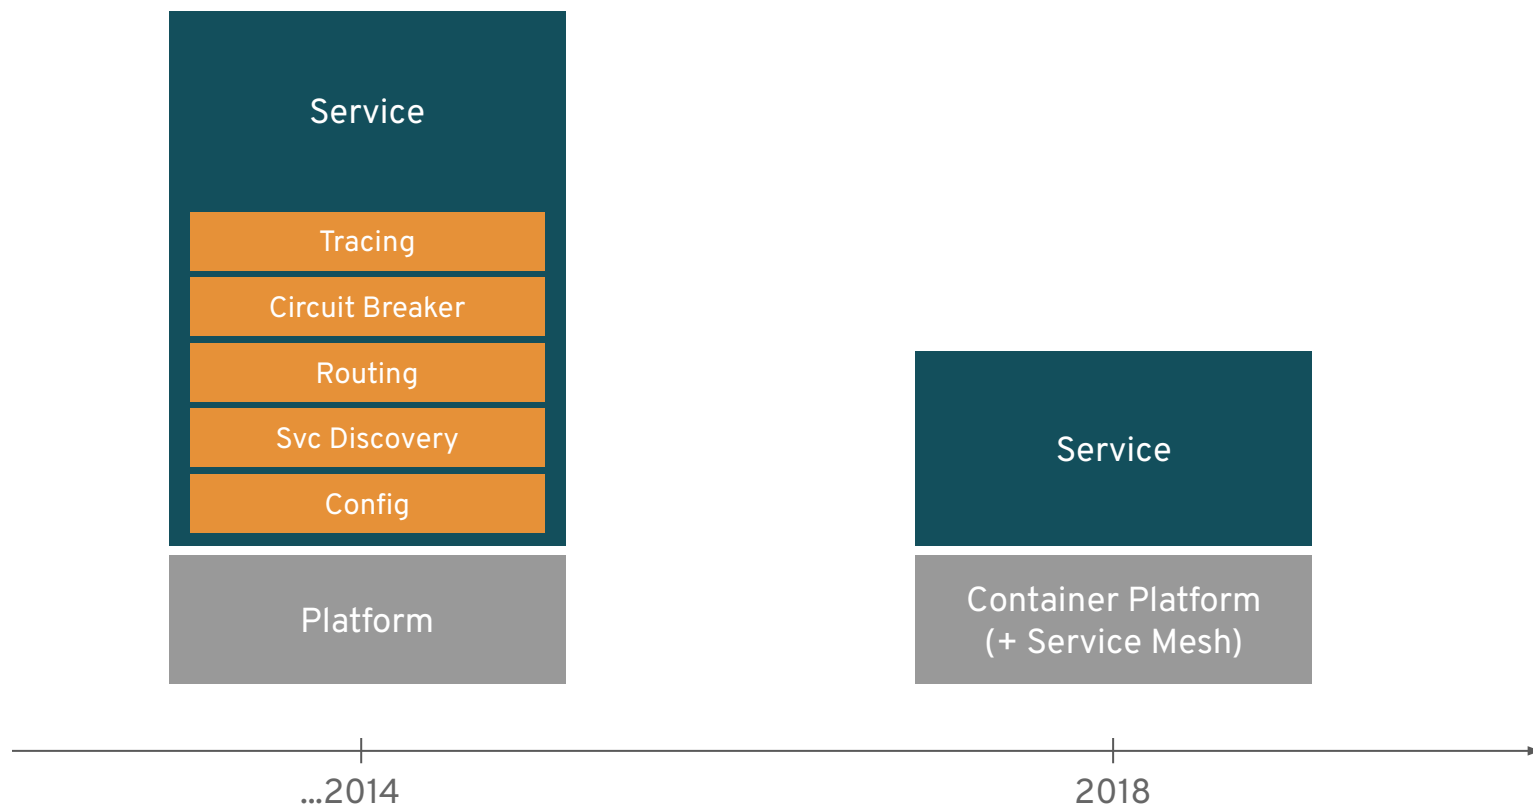 Service
Tracing
Circuit Breaker
Routing
Svc Discovery
Config
Platform
Service
Container Platform
(+ Service Mesh)
...2014
2018